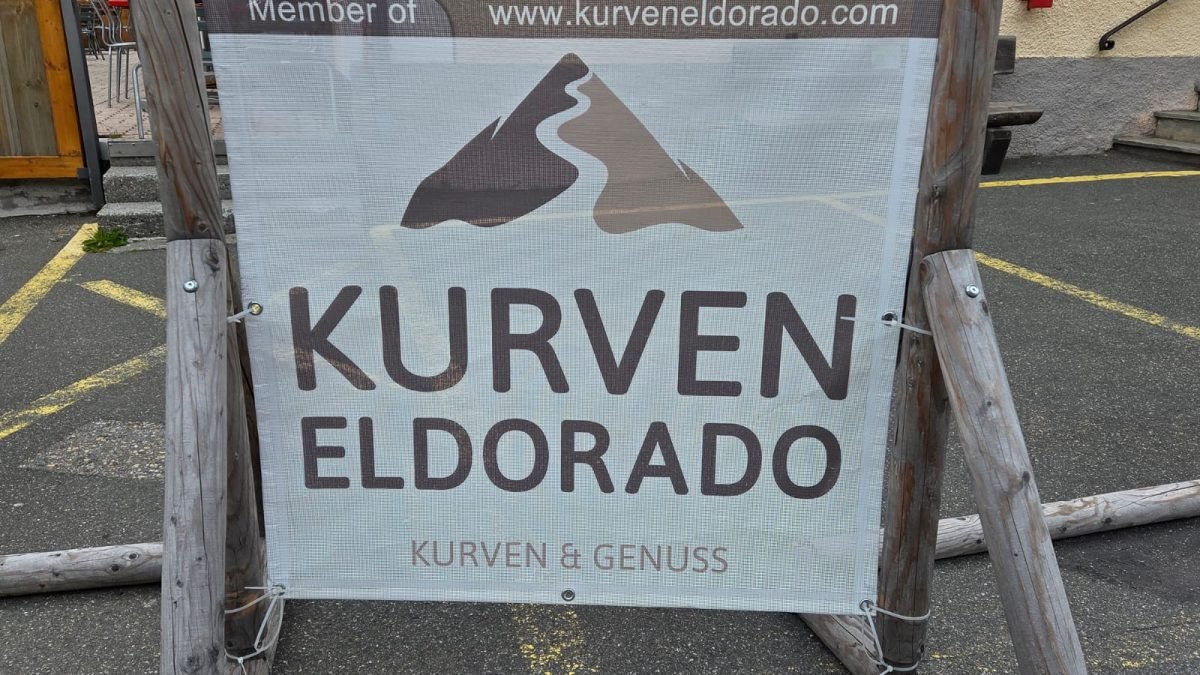 Member of www.kurveneldorado.com
KURVEN
ELDORADO
KURVEN & GENUSS